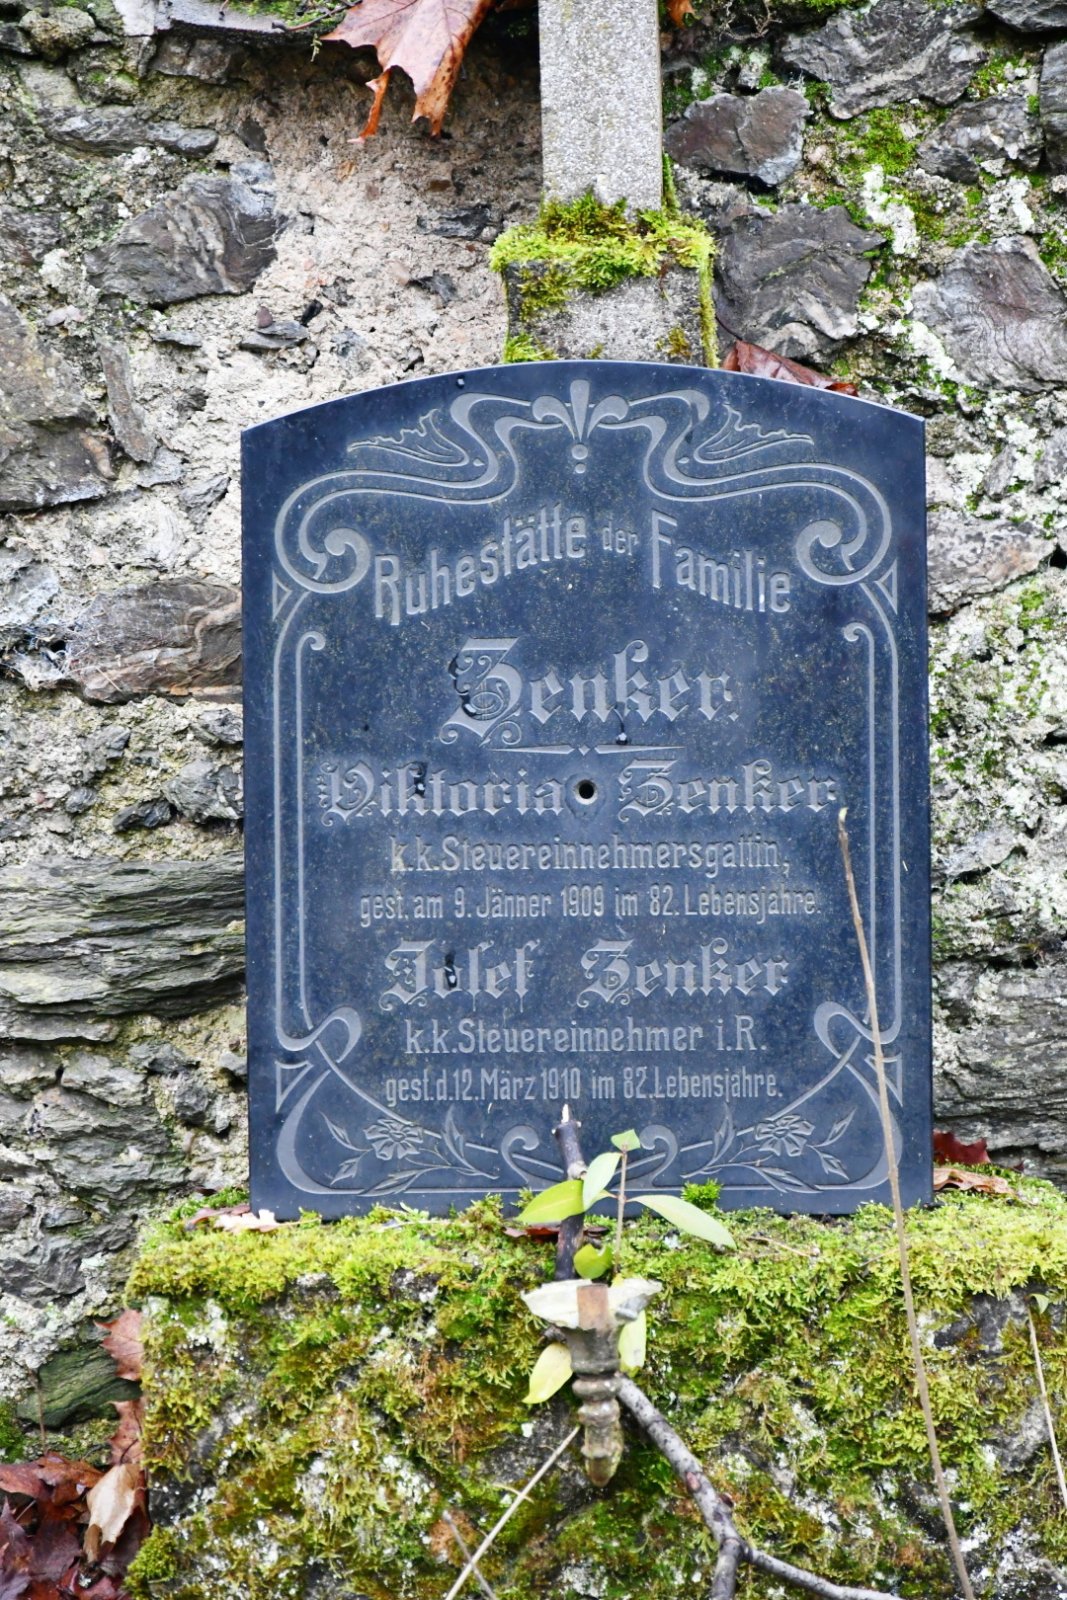 Ruhestätte der Familie
Zenker.
Viktoria Zenker
k.k.Steuereinnehmersgattin,
gest. am 9. Jänner 1909 im 82. Lebensjahre.
Josef Zenker
k.k.Steuereinnehmer i.R.
gest.d.12.März 1910 im 82.Lebensjahre.